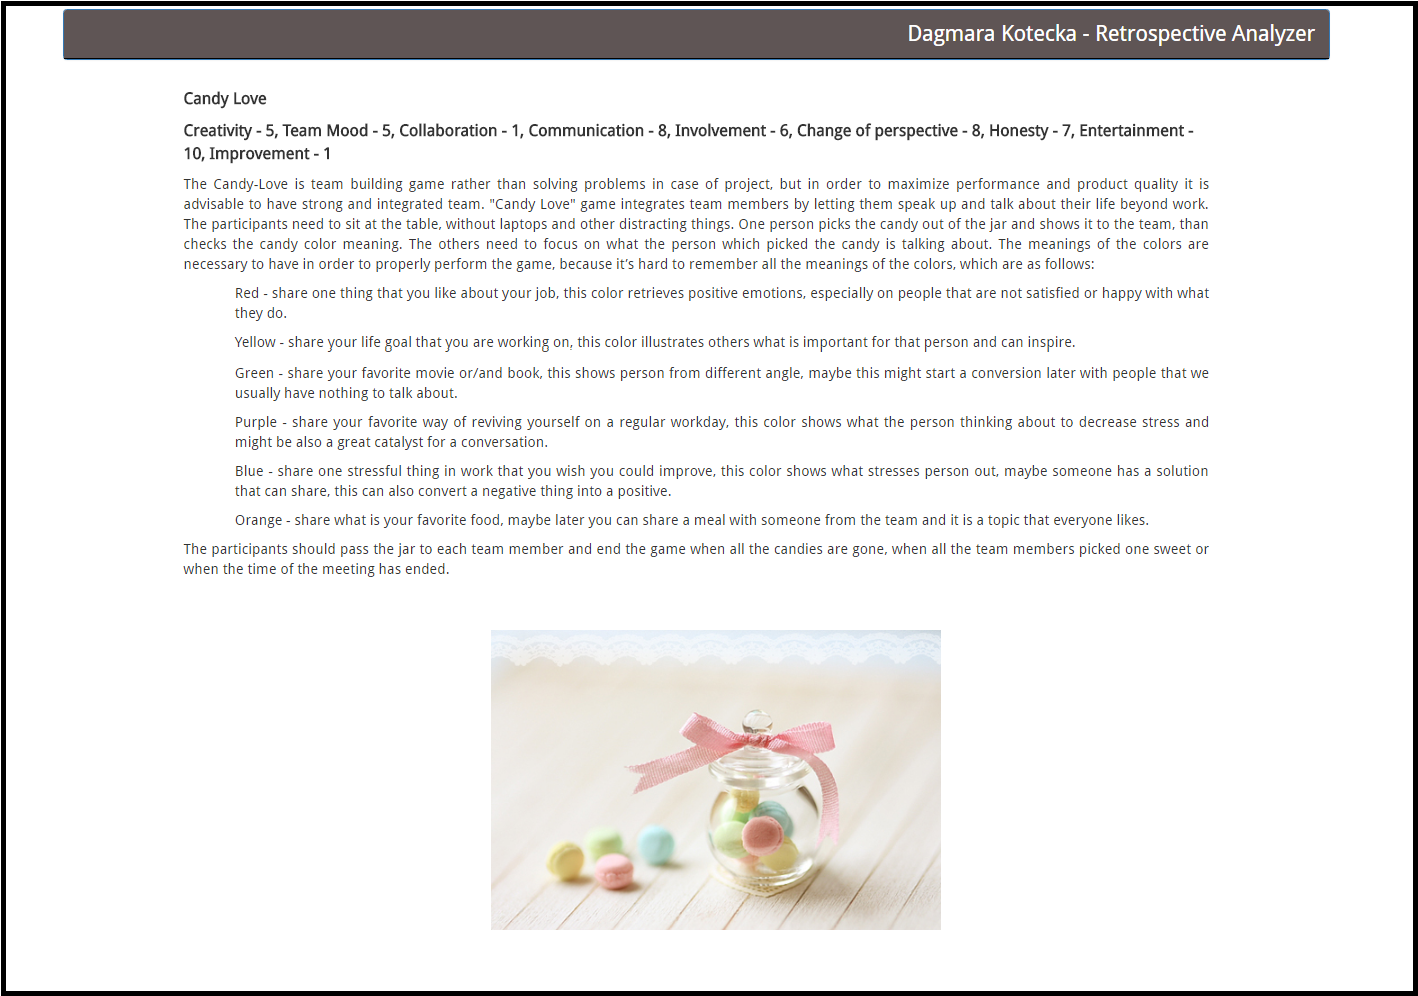 Dagmara Kotecka - Retrospective Analyzer
Candy Love
Creativity - 5, Team Mood - 5, Collaboration - 1, Communication - 8, Involvement - 6, Change of perspective - 8, Honesty - 7, Entertainment -
10, Improvement - 1
The Candy-Love is team building game rather than solving problems in case of project, but in order to maximize performance and product quality it is
advisable to have strong and integrated team. "Candy Love" game integrates team members by letting them speak up and talk about their life beyond work.
The participants need to sit at the table, without laptops and other distracting things. One person picks the candy out of the jar and shows it to the team, than
checks the candy color meaning. The others need to focus on what the person which picked the candy is talking about. The meanings of the colors are
necessary to have in order to properly perform the game, because it's hard to remember all the meanings of the colors, which are as follows:
Red - share one thing that you like about your job, this color retrieves positive emotions, especially on people that are not satisfied or happy with what
they do.
Yellow - share your life goal that you are working on, this color illustrates others what is important for that person and can inspire.
Green - share your favorite movie or/and book, this shows person from different angle, maybe this might start a conversion later with people that we
usually have nothing to talk about.
Purple - share your favorite way of reviving yourself on a regular workday, this color shows what the person thinking about to decrease stress and
might be also a great catalyst for a conversation.
Blue - share one stressful thing in work that you wish you could improve, this color shows what stresses person out, maybe someone has a solution
that can share, this can also convert a negative thing into a positive.
Orange - share what is your favorite food, maybe later you can share a meal with someone from the team and it is a topic that everyone likes.
The participants should pass the jar to each team member and end the game when all the candies are gone, when all the team members picked one sweet or
when the time of the meeting has ended.